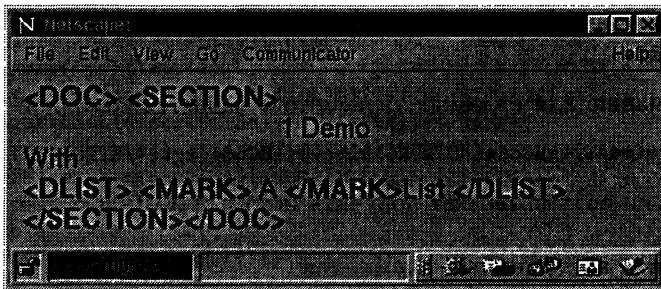 N Netscape:
File Edit View Go Communicator Help
<DOC> <SECTION>
1 Demo
With
<DLIST> <MARK> A </MARK>List </DLIST>
</SECTION></DOC>